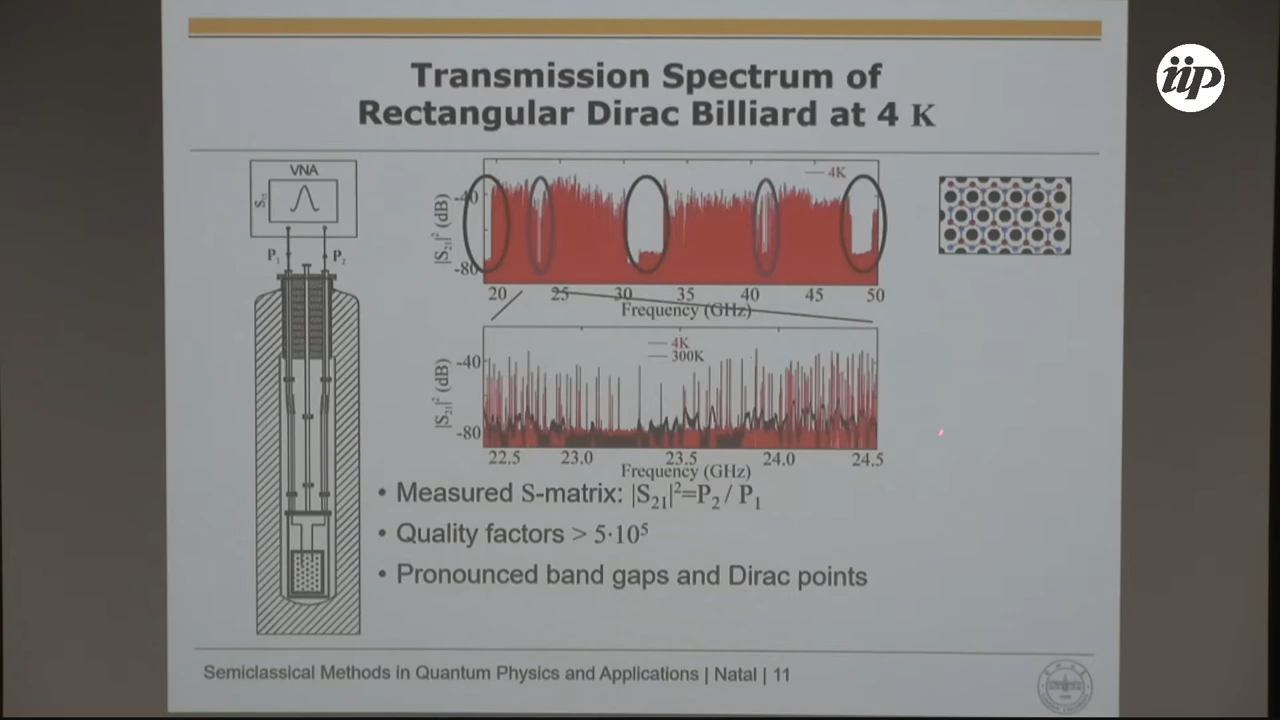 iip
Transmission Spectrum of
Rectangular Dirac Billiard at 4 K
VNA
S21
P1
P2
|S21|² (dB)
-40
-80
4K
20 25 30 35 40 45 50
Frequency (GHz)
|S21|² (dB)
-40
-80
4K
300K
22.5 23.0 23.5 24.0 24.5
Frequency (GHz)
• Measured S-matrix: |S21|²=P2 / P1
• Quality factors > 5·10⁵
• Pronounced band gaps and Dirac points
Semiclassical Methods in Quantum Physics and Applications | Natal | 11